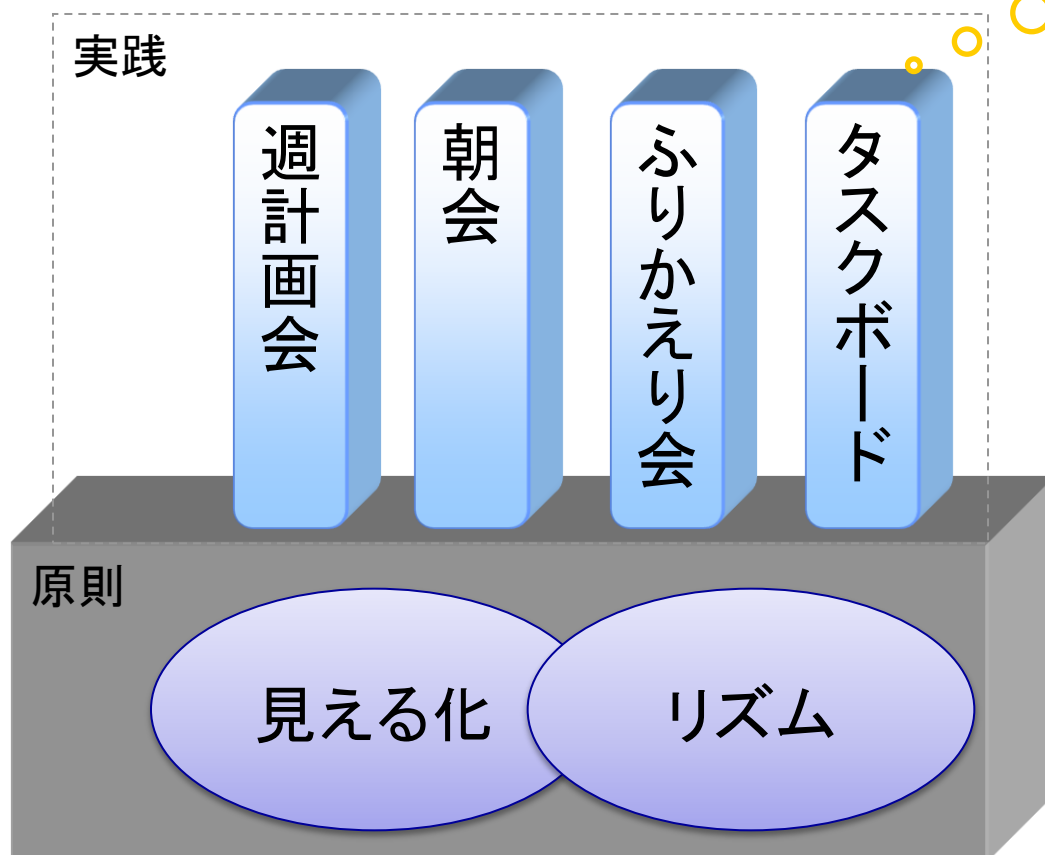 実践
週計画会
朝会
ふりかえり会
タスクボード
原則
見える化
リズム